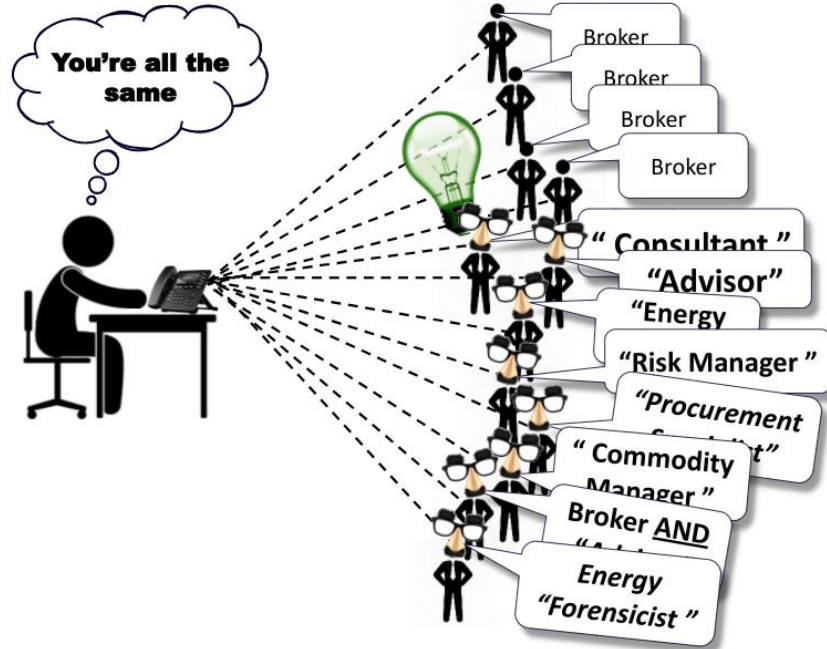 You're all the
same
Broker
Broker
Broker
Broker
“ Consultant ”
“Advisor”
“Energy
“Risk Manager ”
“Procurement
“ Commodity
Manager ”
Broker AND
Energy
“Forensicist ”